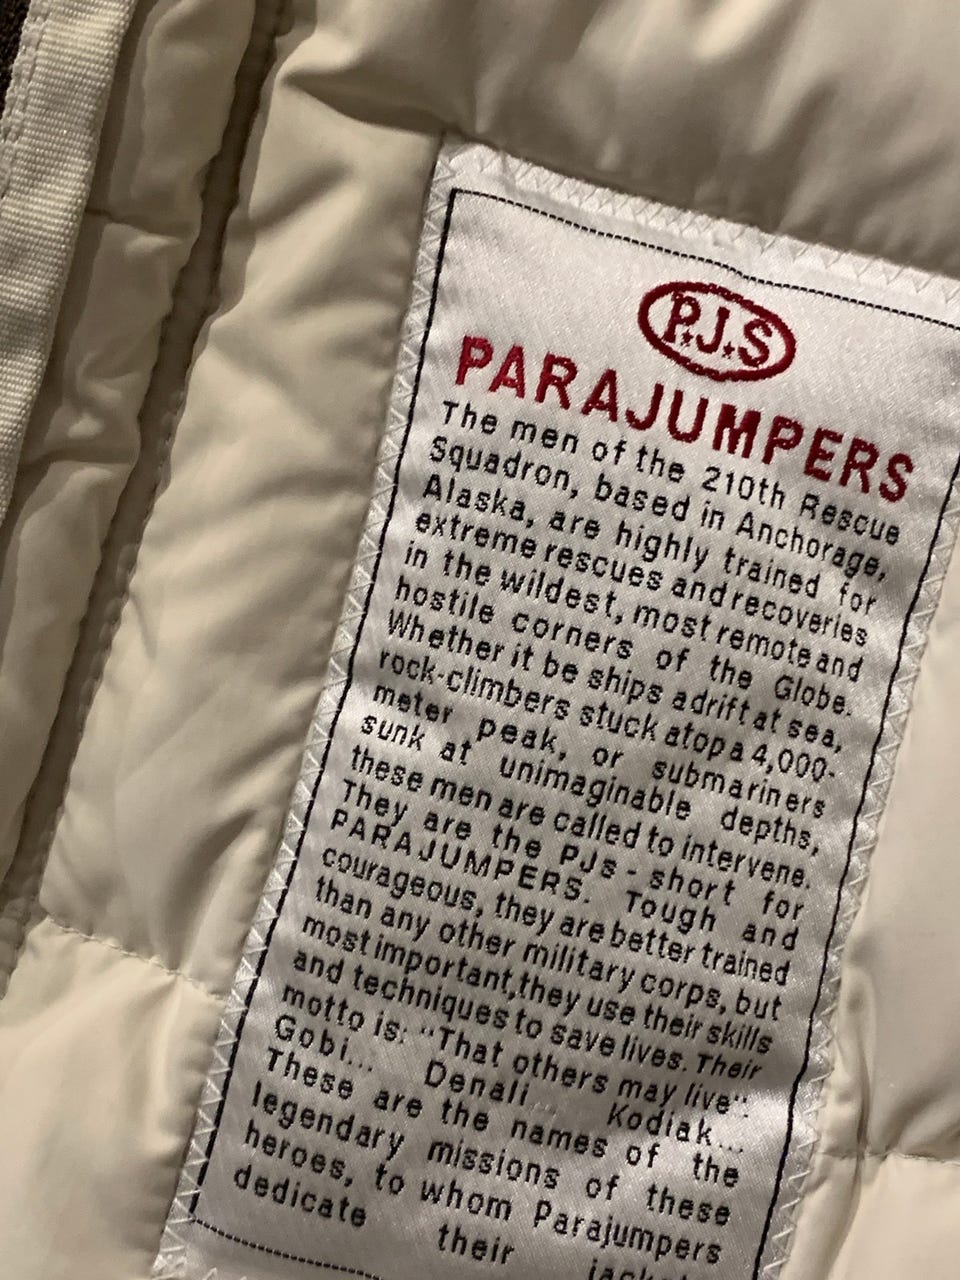 P.J.S
PARAJUMPERS
The men of the 210th Rescue
Squadron, based in Anchorage,
Alaska, are highly trained for
extreme rescues and recoveries
in the wildest, most remote and
hostile corners of the Globe.
Whether it be ships adrift at sea,
rock-climbers stuck atop a 4,000-
meter peak, or submariners
sunk at unimaginable depths,
these men are called to intervene.
They are the PJs - short for
PARAJUMPERS. Tough and
courageous, they are better trained
than any other military corps, but
most important,they use their skills
and techniques to save lives. Their
motto is: “That others may live“.
Gobi... Denali... Kodiak...
These are the names of the
legendary missions of these
heroes, to whom Parajumpers
dedicate their